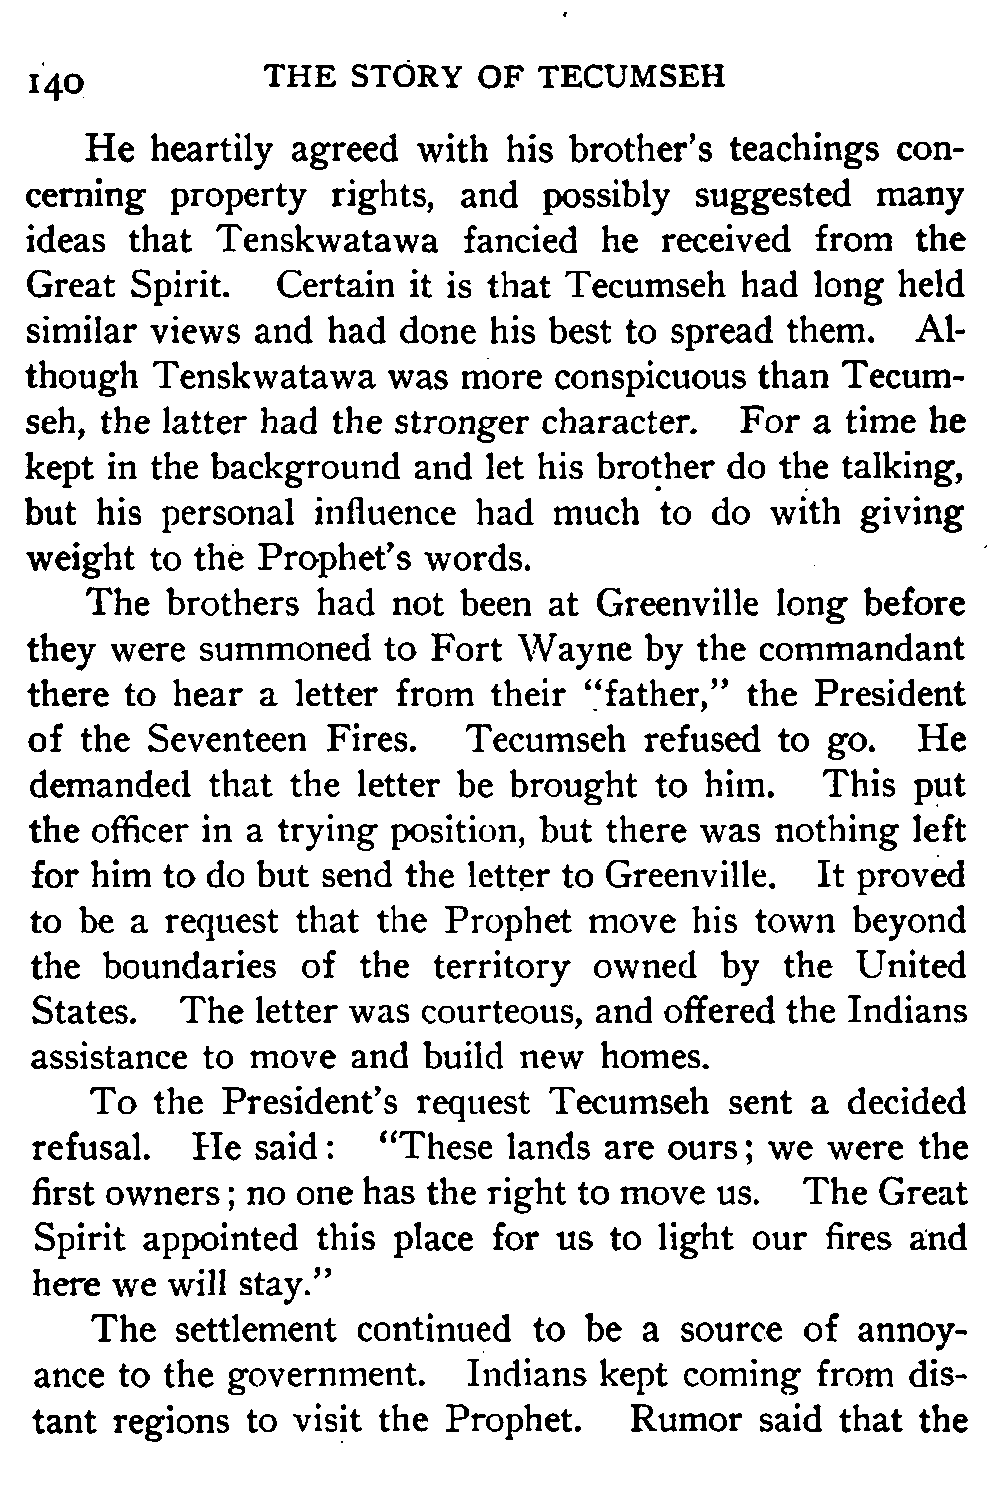 140 THE STORY OF TECUMSEH
He heartily agreed with his brother's teachings con-
cerning property rights, and possibly suggested many
ideas that Tenskwatawa fancied he received from the
Great Spirit. Certain it is that Tecumseh had long held
similar views and had done his best to spread them. Al-
though Tenskwatawa was more conspicuous than Tecum-
seh, the latter had the stronger character. For a time he
kept in the background and let his brother do the talking,
but his personal influence had much to do with giving
weight to the Prophet's words.
The brothers had not been at Greenville long before
they were summoned to Fort Wayne by the commandant
there to hear a letter from their "father," the President
of the Seventeen Fires. Tecumseh refused to go. He
demanded that the letter be brought to him. This put
the officer in a trying position, but there was nothing left
for him to do but send the letter to Greenville. It proved
to be a request that the Prophet move his town beyond
the boundaries of the territory owned by the United
States. The letter was courteous, and offered the Indians
assistance to move and build new homes.
To the President's request Tecumseh sent a decided
refusal. He said: "These lands are ours; we were the
first owners; no one has the right to move us. The Great
Spirit appointed this place for us to light our fires and
here we will stay."
The settlement continued to be a source of annoy-
ance to the government. Indians kept coming from dis-
tant regions to visit the Prophet. Rumor said that the